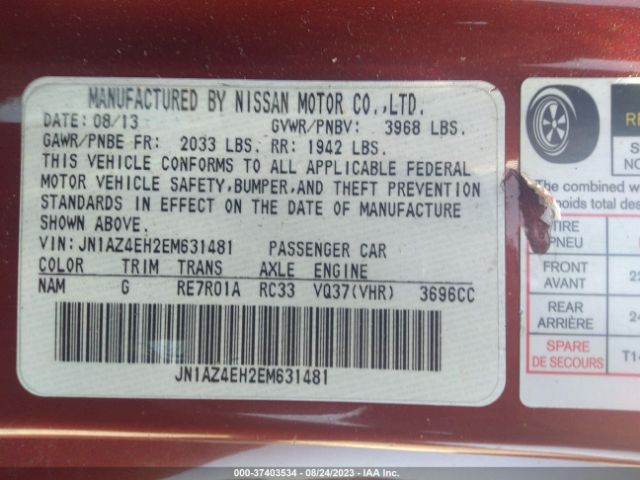 MANUFACTURED BY NISSAN MOTOR CO.,LTD.
DATE: 08/13 GVWR/PNBV: 3968 LBS.
GAWR/PNBE FR: 2033 LBS. RR: 1942 LBS.
THIS VEHICLE CONFORMS TO ALL APPLICABLE FEDERAL
MOTOR VEHICLE SAFETY,BUMPER,AND THEFT PREVENTION
STANDARDS IN EFFECT ON THE DATE OF MANUFACTURE
SHOWN ABOVE.
VIN: JN1AZ4EH2EM631481 PASSENGER CAR
COLOR TRIM TRANS AXLE ENGINE
NAM G RE7R01A RC33 VQ37(VHR) 3696CC
JN1AZ4EH2EM631481
The combined w
poids total des
TIRE
PNEU
FRONT
AVANT
REAR
ARRIÈRE
SPARE
DE SECOURS
000-37403534 - 08/24/2023 - IAA Inc.